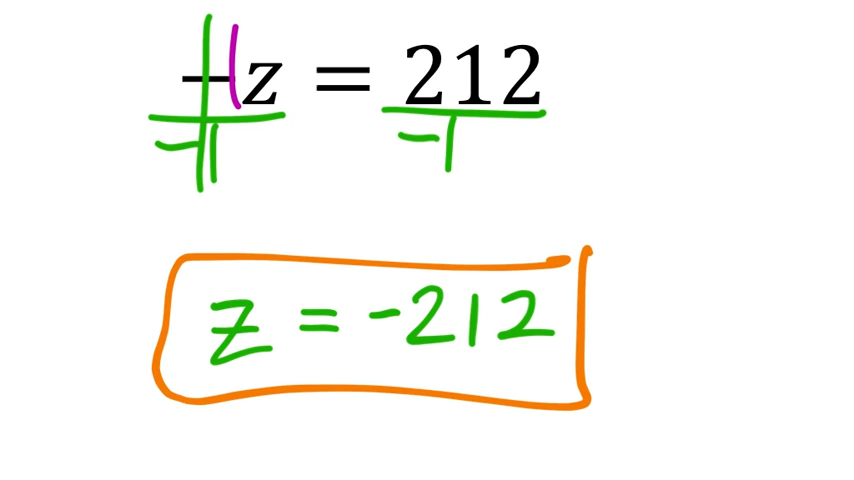 -1z = 212
-1 -1
z = -212